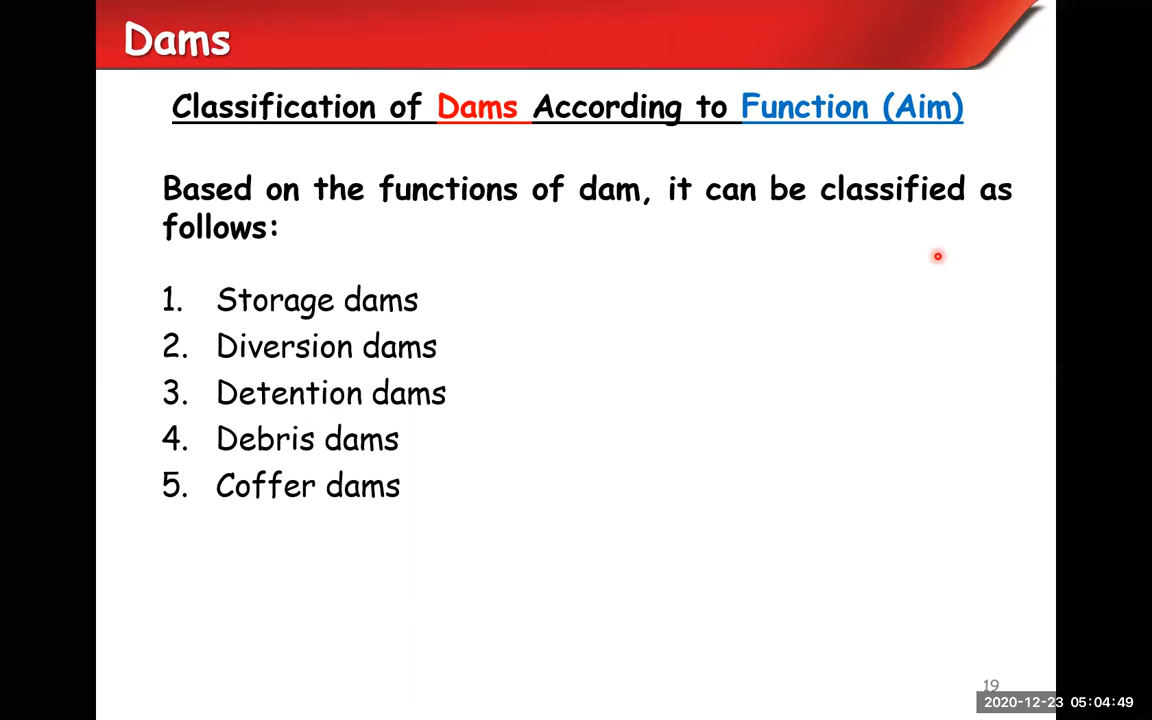 Dams
Classification of Dams According to Function (Aim)
Based on the functions of dam, it can be classified as
follows:
1. Storage dams
2. Diversion dams
3. Detention dams
4. Debris dams
5. Coffer dams
19
2020-12-23 05:04:49